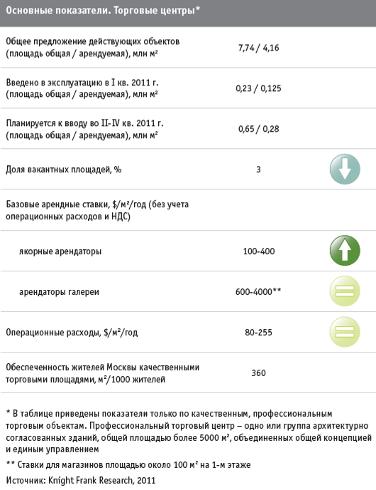 Основные показатели. Торговые центры*
Общее предложение действующих объектов
(площадь общая / арендуемая), млн м²
7,74 / 4,16
Введено в эксплуатацию в I кв. 2011 г.
(площадь общая / арендуемая), млн м²
0,23 / 0,125
Планируется к вводу во II-IV кв. 2011 г.
(площадь общая / арендуемая), млн м²
0,65 / 0,28
Доля вакантных площадей, %
3
Базовые арендные ставки, $/м²/год (без учета
операционных расходов и НДС)
якорные арендаторы
100-400
арендаторы галереи
600-4000**
Операционные расходы, $/м²/год
80-255
Обеспеченность жителей Москвы качественными
торговыми площадями, м²/1000 жителей
360
* В таблице приведены показатели только по качественным, профессиональным
торговым объектам. Профессиональный торговый центр – одно или группа архитектурно
согласованных зданий, общей площадью более 5000 м², объединенных общей концепцией
и единым управлением
** Ставки для магазинов площадью около 100 м² на 1-м этаже
Источник: Knight Frank Research, 2011